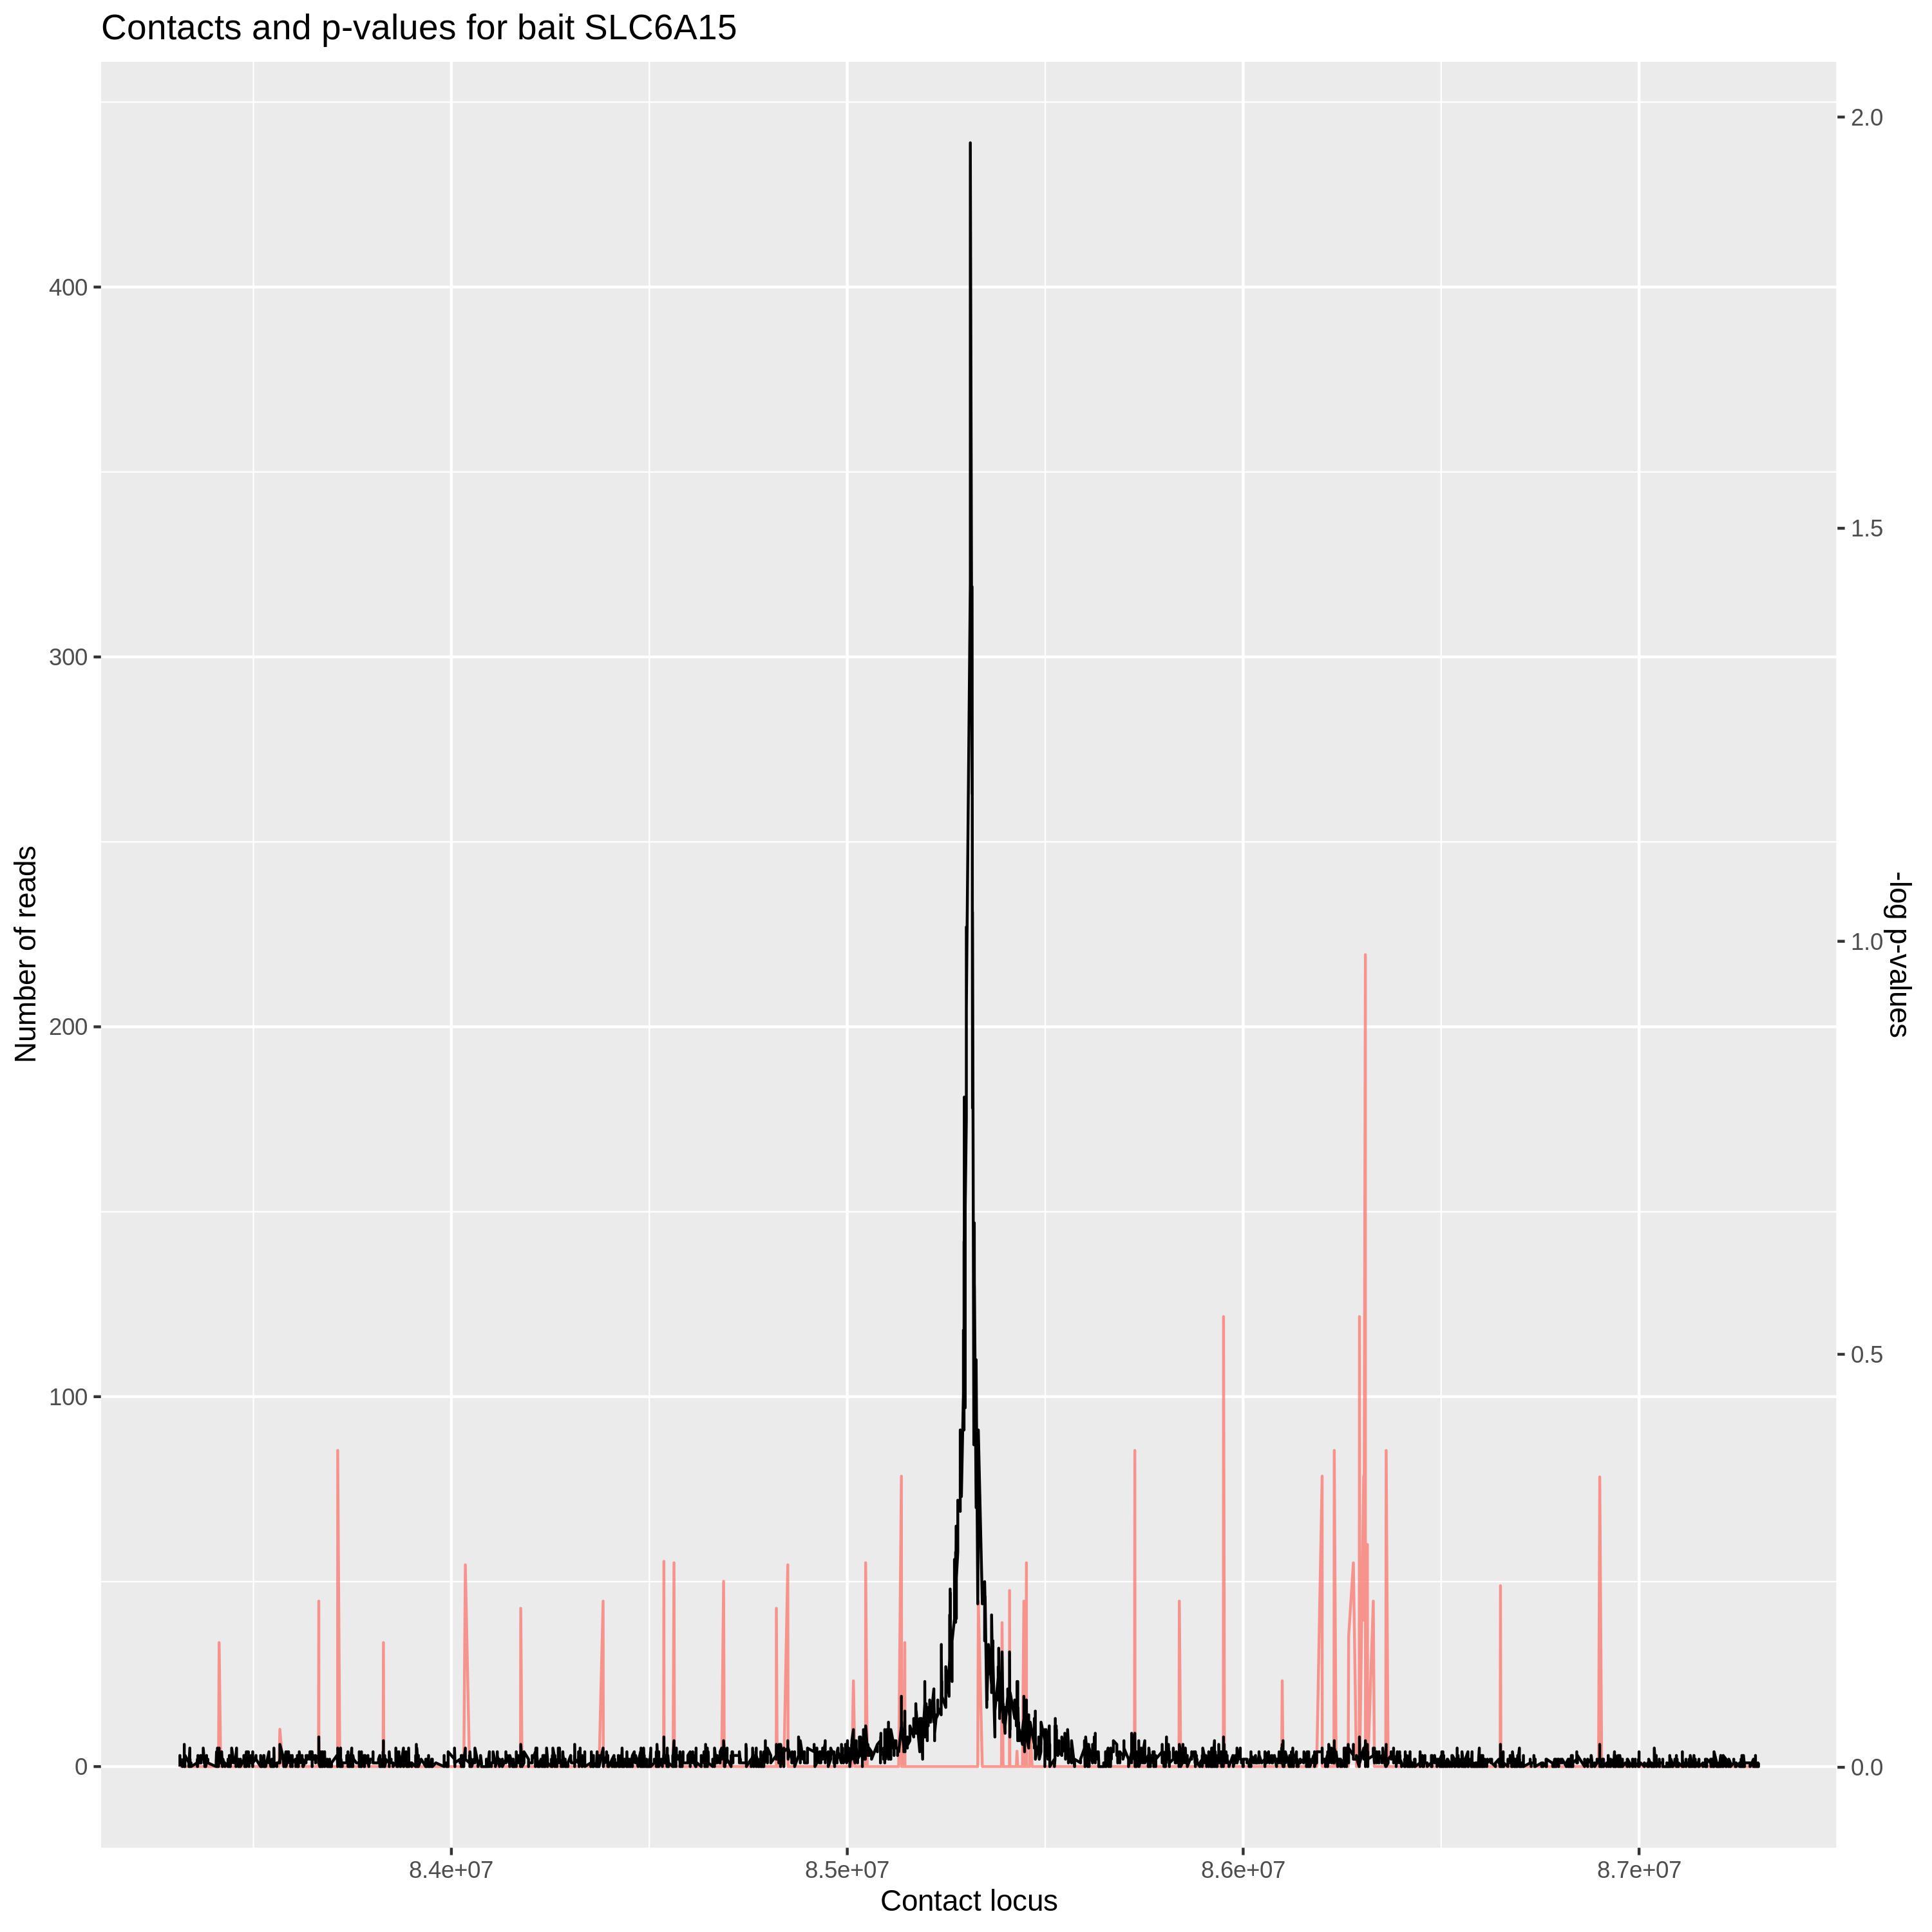 Contacts and p-values for bait SLC6A15
Number of reads
400
300
200
100
0
2.0
1.5
1.0
0.5
0.0
-log p-values
8.4e+07
8.5e+07
8.6e+07
8.7e+07
Contact locus